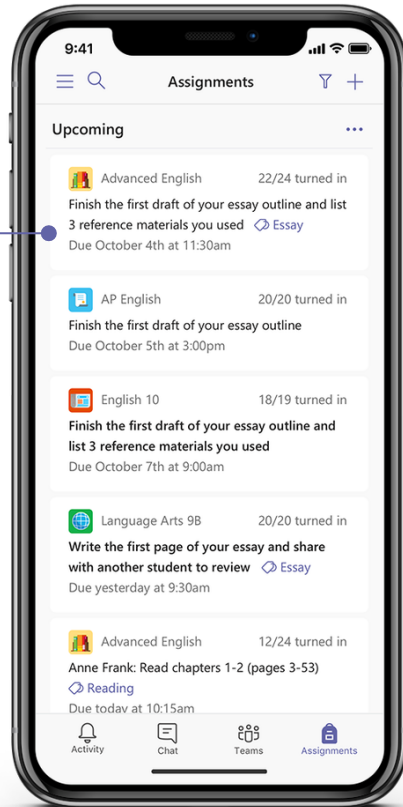 9:41
Assignments
Upcoming
Advanced English 22/24 turned in
Finish the first draft of your essay outline and list
3 reference materials you used Essay
Due October 4th at 11:30am
AP English 20/20 turned in
Finish the first draft of your essay outline
Due October 5th at 3:00pm
English 10 18/19 turned in
Finish the first draft of your essay outline and
list 3 reference materials you used
Due October 7th at 9:00am
Language Arts 9B 20/20 turned in
Write the first page of your essay and share
with another student to review Essay
Due yesterday at 9:30am
Advanced English 12/24 turned in
Anne Frank: Read chapters 1-2 (pages 3-53)
Reading
Due today at 10:15am
Activity Chat Teams Assignments